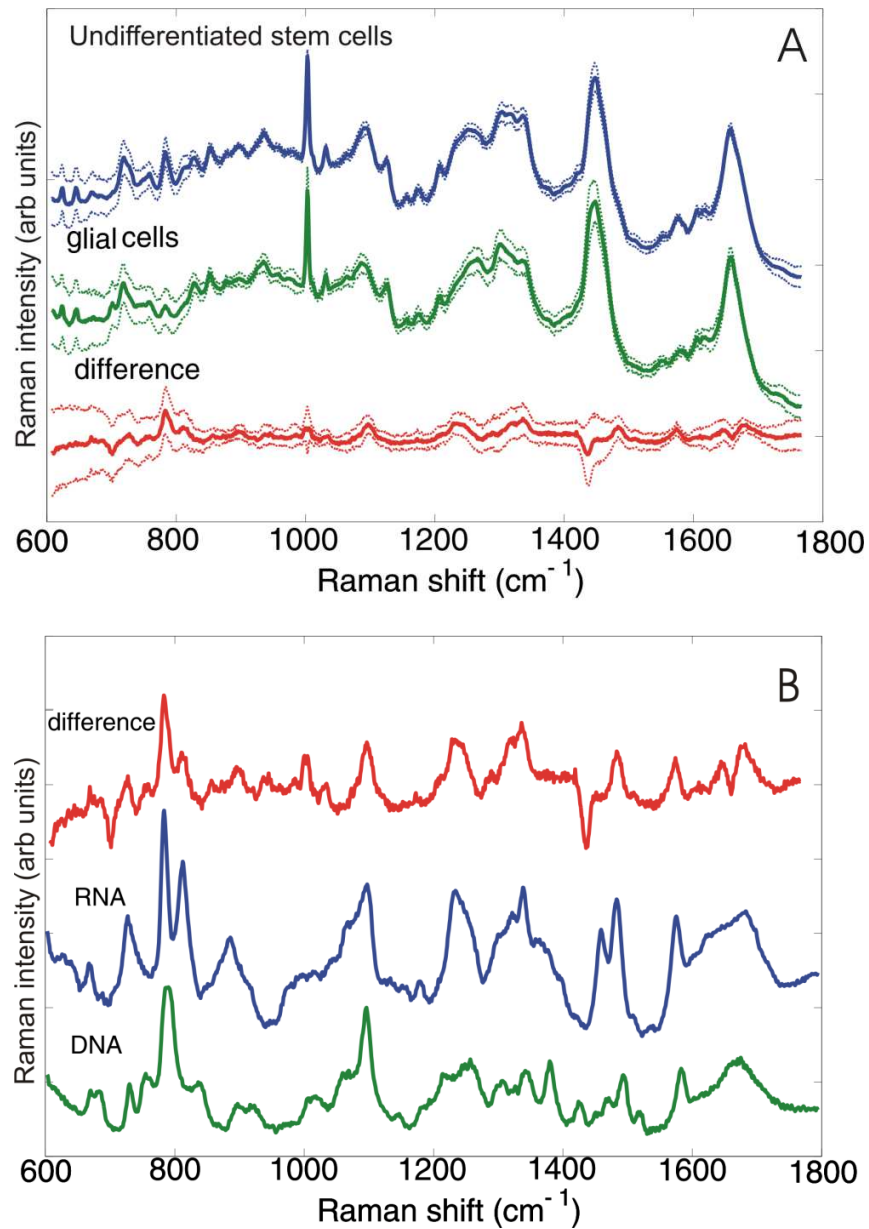 Undifferentiated stem cells
A
glial cells
difference
Raman intensity (arb units)
600 800 1000 1200 1400 1600 1800
Raman shift (cm⁻¹)
B
difference
RNA
DNA
Raman intensity (arb units)
600 800 1000 1200 1400 1600 1800
Raman shift (cm⁻¹)